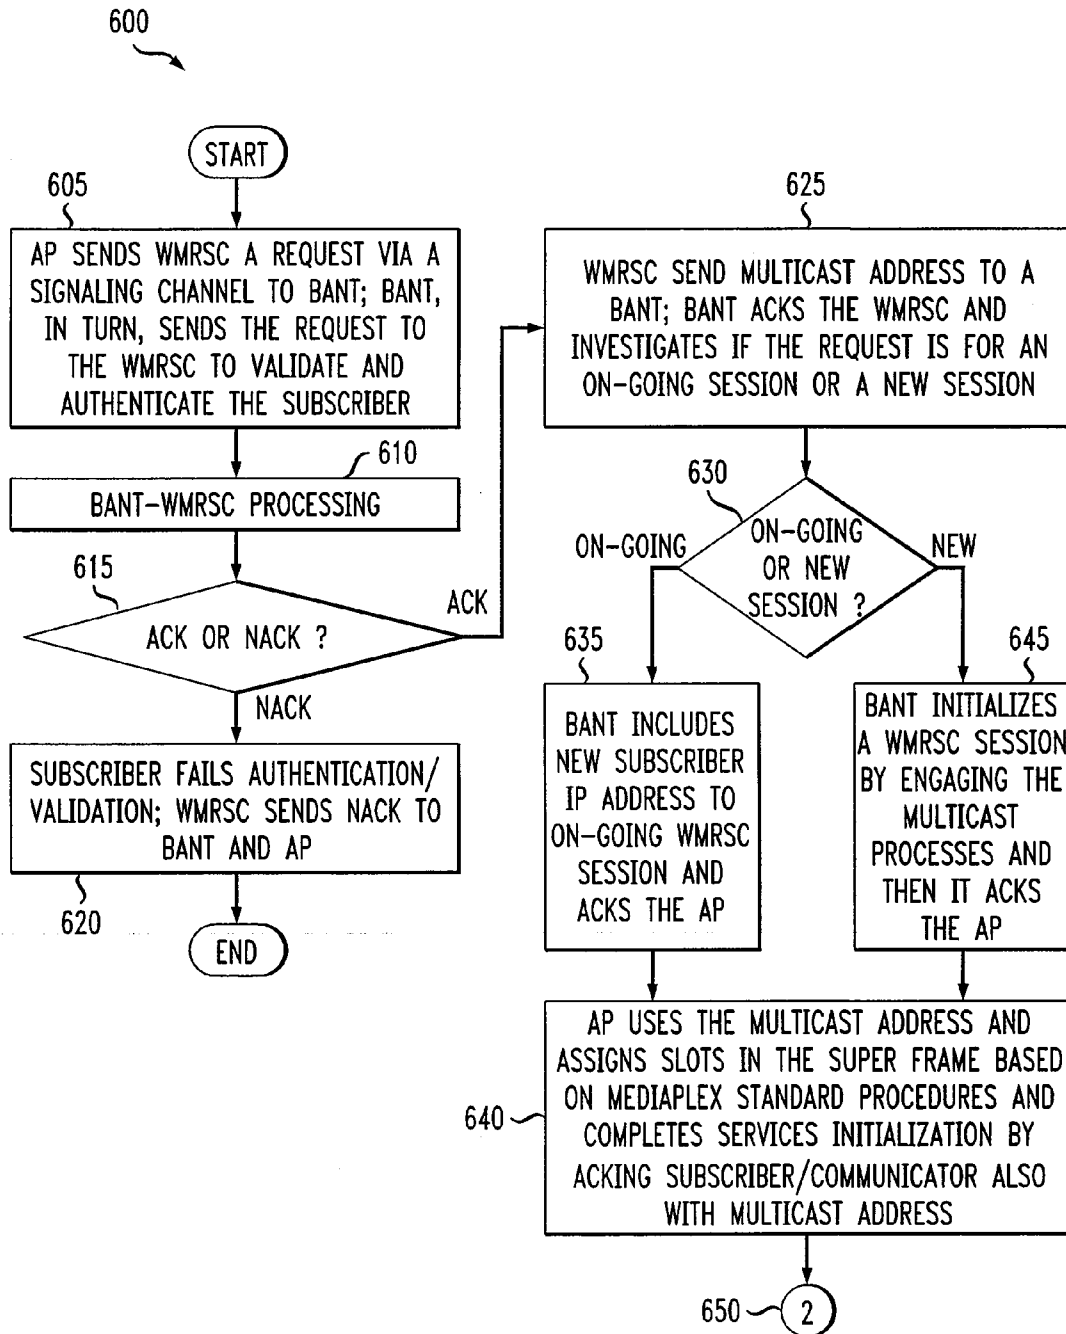 600
START
605
AP SENDS WMRSC A REQUEST VIA A
SIGNALING CHANNEL TO BANT; BANT,
IN TURN, SENDS THE REQUEST TO
THE WMRSC TO VALIDATE AND
AUTHENTICATE THE SUBSCRIBER
610
BANT-WMRSC PROCESSING
615
ACK OR NACK ?
ACK
NACK
SUBSCRIBER FAILS AUTHENTICATION/
VALIDATION; WMRSC SENDS NACK TO
BANT AND AP
620
END
625
WMRSC SEND MULTICAST ADDRESS TO A
BANT; BANT ACKS THE WMRSC AND
INVESTIGATES IF THE REQUEST IS FOR AN
ON-GOING SESSION OR A NEW SESSION
630
ON-GOING
OR NEW
SESSION ?
ON-GOING
NEW
635
BANT INCLUDES
NEW SUBSCRIBER
IP ADDRESS TO
ON-GOING WMRSC
SESSION AND
ACKS THE AP
645
BANT INITIALIZES
A WMRSC SESSION
BY ENGAGING THE
MULTICAST
PROCESSES AND
THEN IT ACKS
THE AP
AP USES THE MULTICAST ADDRESS AND
ASSIGNS SLOTS IN THE SUPER FRAME BASED
ON MEDIAPLEX STANDARD PROCEDURES AND
COMPLETES SERVICES INITIALIZATION BY
ACKING SUBSCRIBER/COMMUNICATOR ALSO
WITH MULTICAST ADDRESS
640
650
2